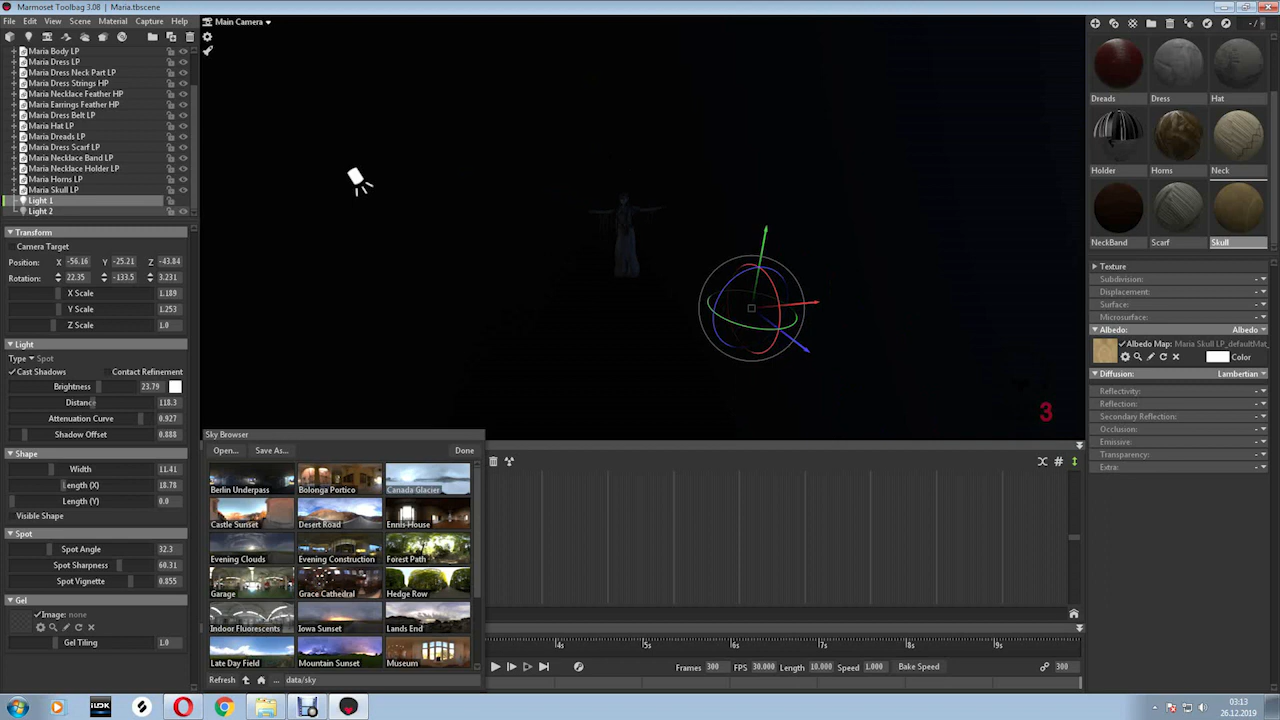 Marmoset Toolbag 3.08 | Maria.tbscene
File Edit View Scene Material Capture Help
Main Camera
Maria Body LP
Maria Dress LP
Maria Dress Neck Part LP
Maria Dress Strings HP
Maria Necklace Feather HP
Maria Earrings Feather HP
Maria Dress Belt LP
Maria Hat LP
Maria Dreads LP
Maria Dress Scarf LP
Maria Necklace Band LP
Maria Necklace Holder LP
Maria Horns LP
Maria Skull LP
Light 1
Light 2
Transform
Camera Target
Position: X -56.16 Y -25.21 Z -43.84
Rotation: 22.35 -133.5 3.231
X Scale 1.189
Y Scale 1.253
Z Scale 1.0
Light
Type Spot
Cast Shadows Contact Refinement
Brightness 23.79
Distance 118.3
Attenuation Curve 0.927
Shadow Offset 0.888
Shape
Width 11.41
Length (X) 18.78
Length (Y) 0.0
Visible Shape
Spot
Spot Angle 32.3
Spot Sharpness 60.31
Spot Vignette 0.855
Gel
Image: none
Gel Tiling 1.0
Sky Browser
Open... Save As... Done
Berlin Underpass Bolonga Portico Canada Glacier
Castle Sunset Desert Road Ennis House
Evening Clouds Evening Construction Forest Path
Garage Grace Cathedral Hedge Row
Indoor Fluorescents Iowa Sunset Lands End
Late Day Field Mountain Sunset Museum
Refresh ... data/sky
3
4s 5s 6s 7s 8s 9s
Frames 300 FPS 30.000 Length 10.000 Speed 1.000 Bake Speed 300
Dreads Dress Hat
Holder Horns Neck
NeckBand Scarf Skull
Texture
Subdivision:
Displacement:
Surface:
Microsurface:
Albedo: Albedo
Albedo Map: Maria Skull LP_defaultMat_
Color
Diffusion: Lambertian
Reflectivity:
Reflection:
Secondary Reflection:
Occlusion:
Emissive:
Transparency:
Extra:
03:13
26.12.2019